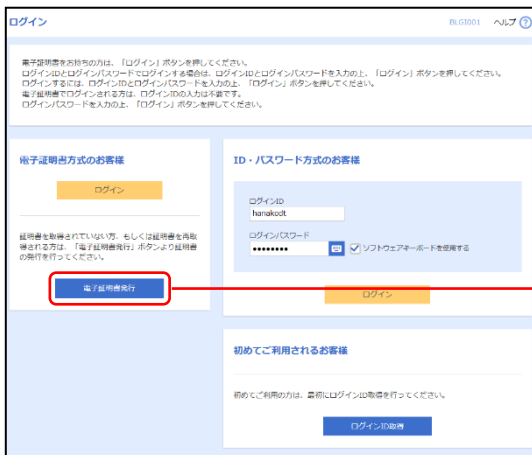 ログイン
BLGI001 ヘルプ ?
電子証明書をお持ちの方は、「ログイン」ボタンを押してください。
ログインIDとログインパスワードでログインする場合は、ログインIDとログインパスワードを入力の上、「ログイン」ボタンを押してください。
ログインするには、ログインIDとログインパスワードを入力の上、「ログイン」ボタンを押してください。
電子証明書でログインされる方は、ログインIDの入力は不要です。
ログインパスワードを入力の上、「ログイン」ボタンを押してください。
電子証明書方式のお客様
ログイン
証明書を取得されていない方、もしくは証明書を再取
得される方は、「電子証明書発行」ボタンより証明書
の発行を行ってください。
電子証明書発行
ID・パスワード方式のお客様
ログインID
hanakodt
ログインパスワード
••••••••
ソフトウェアキーボードを使用する
ログイン
初めてご利用されるお客様
初めてご利用の方は、最初にログインID取得を行ってください。
ログインID取得